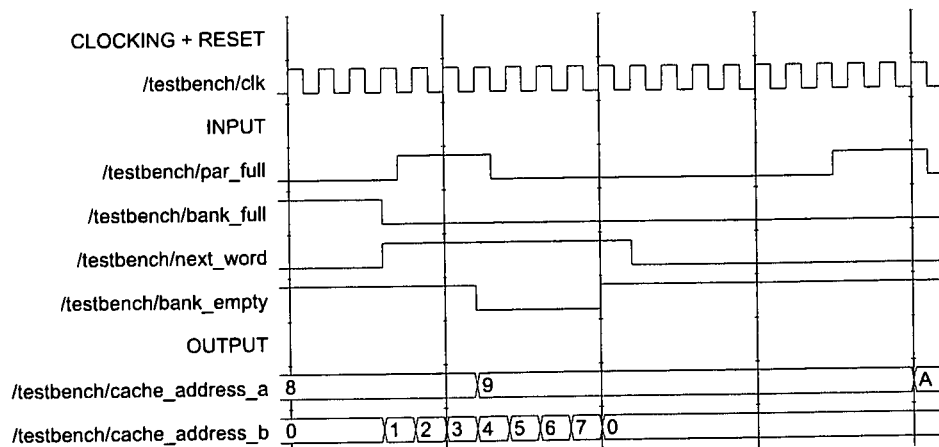 CLOCKING + RESET
/testbench/clk
INPUT
/testbench/par_full
/testbench/bank_full
/testbench/next_word
/testbench/bank_empty
OUTPUT
/testbench/cache_address_a 8 9 A
/testbench/cache_address_b 0 1 2 3 4 5 6 7 0